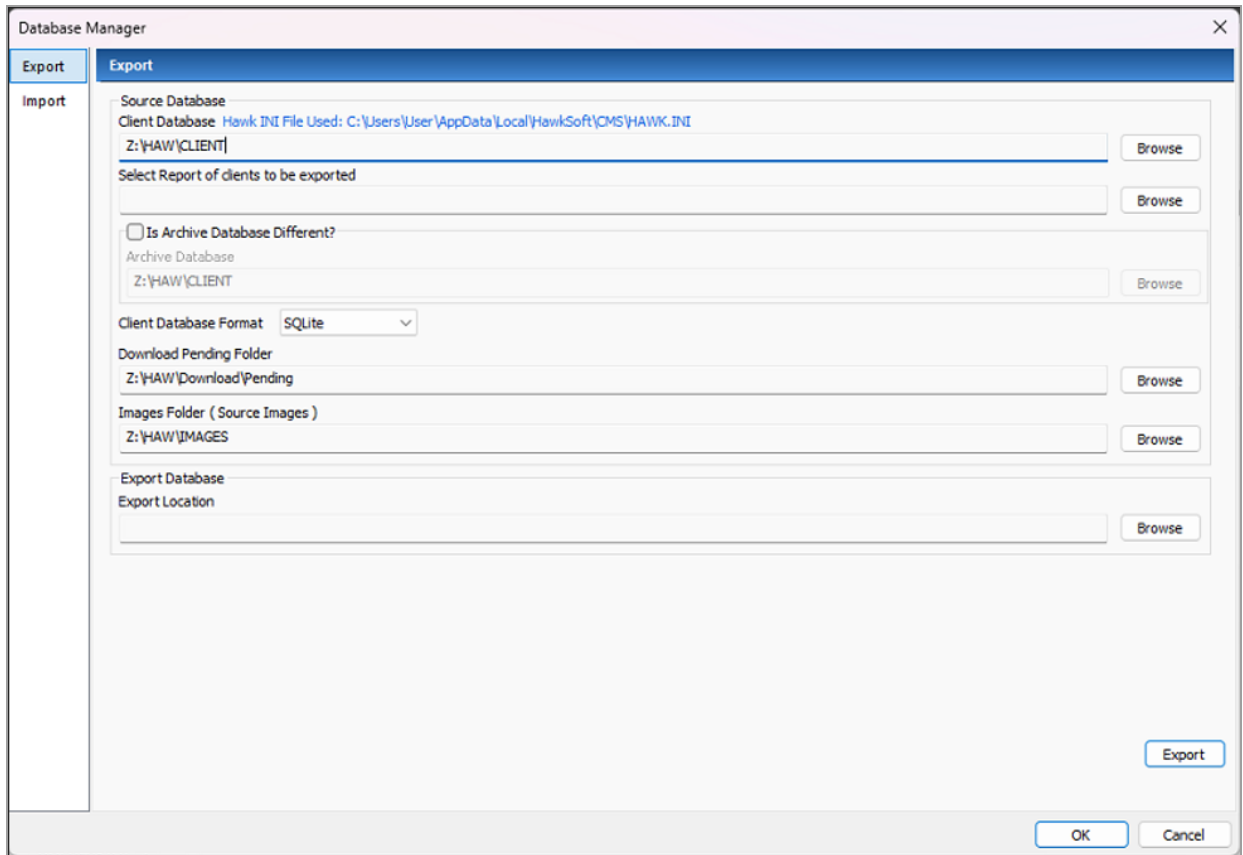 Database Manager
Export
Export
Import
Source Database
Client Database Hawk INI File Used: C:\Users\User\AppData\Local\HawkSoft\CMS\HAWK.INI
Z:\HAW\CLIENT
Browse
Select Report of clients to be exported
Browse
Is Archive Database Different?
Archive Database
Z:\HAW\CLIENT
Browse
Client Database Format SQLite
Download Pending Folder
Z:\HAW\Download\Pending
Browse
Images Folder ( Source Images )
Z:\HAW\IMAGES
Browse
Export Database
Export Location
Browse
Export
OK Cancel